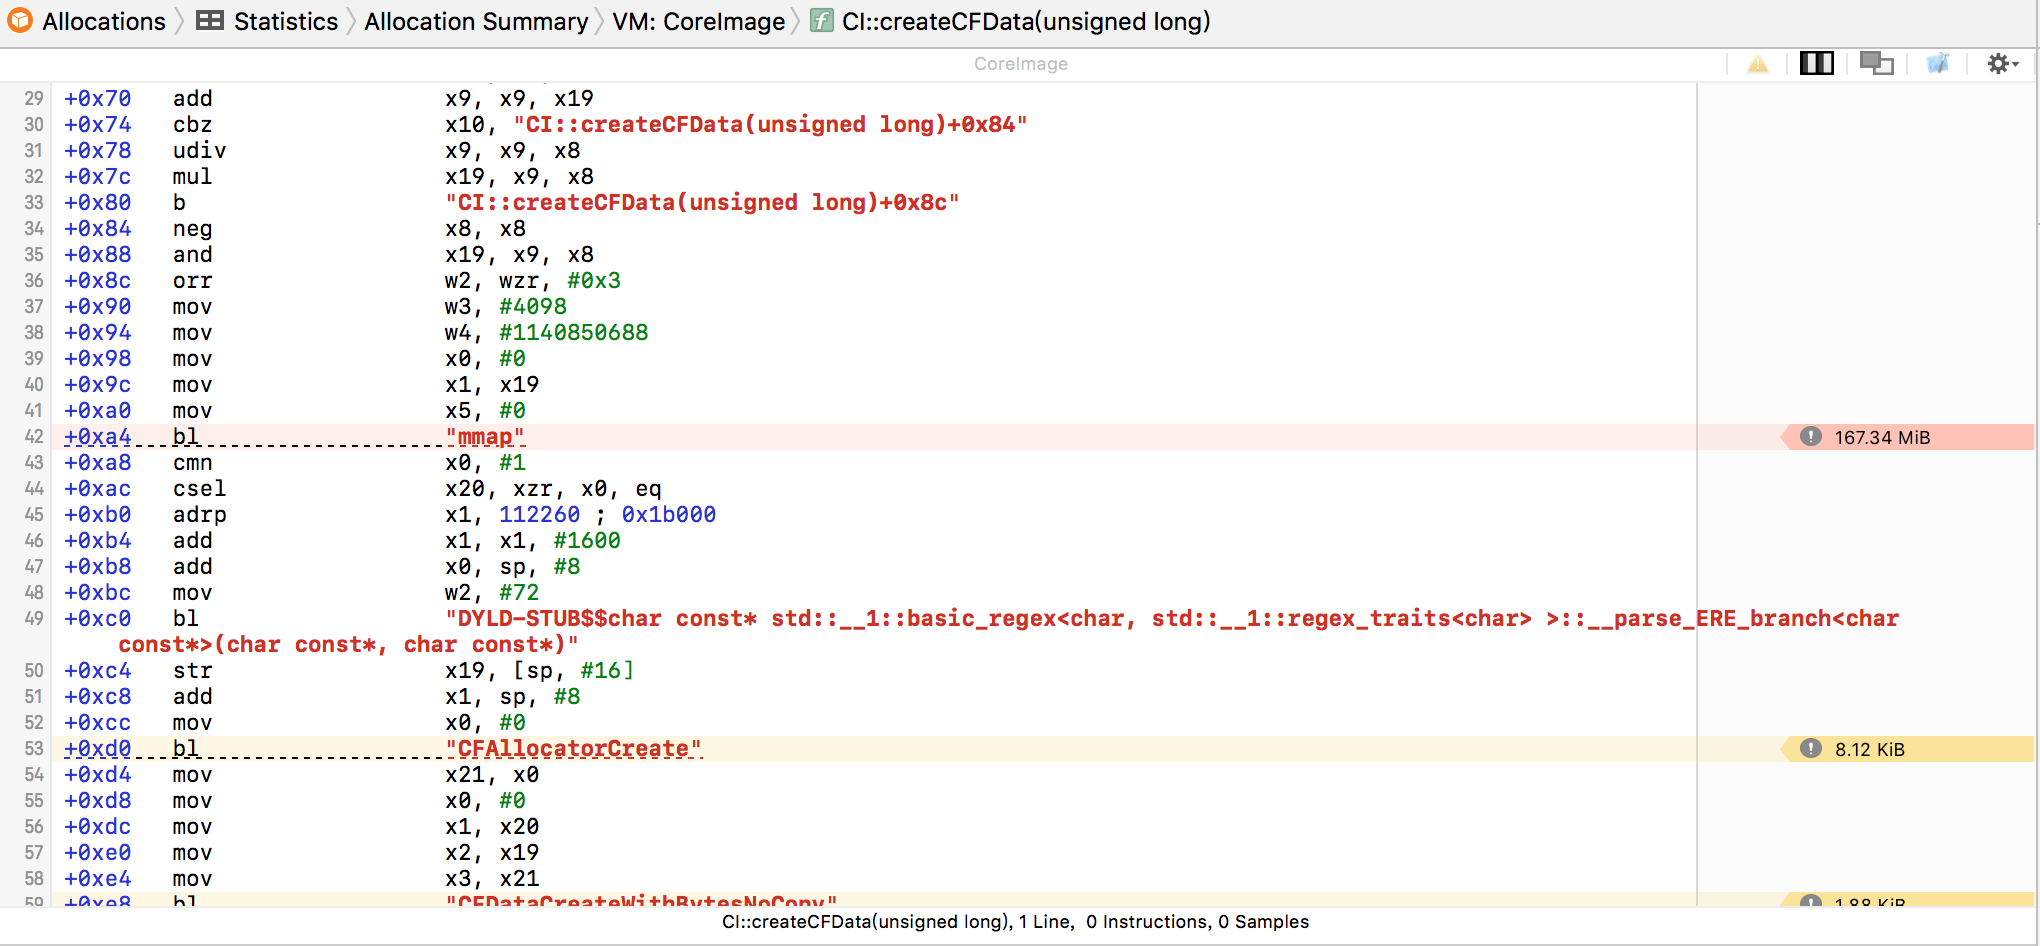 Allocations Statistics Allocation Summary VM: CoreImage f CI::createCFData(unsigned long)
CoreImage
29 +0x70 add x9, x9, x19
30 +0x74 cbz x10, "CI::createCFData(unsigned long)+0x84"
31 +0x78 udiv x9, x9, x8
32 +0x7c mul x19, x9, x8
33 +0x80 b "CI::createCFData(unsigned long)+0x8c"
34 +0x84 neg x8, x8
35 +0x88 and x19, x9, x8
36 +0x8c orr w2, wzr, #0x3
37 +0x90 mov w3, #4098
38 +0x94 mov w4, #1140850688
39 +0x98 mov x0, #0
40 +0x9c mov x1, x19
41 +0xa0 mov x5, #0
42 +0xa4 bl "mmap" 167.34 MiB
43 +0xa8 cmn x0, #1
44 +0xac csel x20, xzr, x0, eq
45 +0xb0 adrp x1, 112260 ; 0x1b000
46 +0xb4 add x1, x1, #1600
47 +0xb8 add x0, sp, #8
48 +0xbc mov w2, #72
49 +0xc0 bl "DYLD-STUB$$char const* std::__1::basic_regex<char, std::__1::regex_traits<char> >::__parse_ERE_branch<char
const*>(char const*, char const*)"
50 +0xc4 str x19, [sp, #16]
51 +0xc8 add x1, sp, #8
52 +0xcc mov x0, #0
53 +0xd0 bl "CFAllocatorCreate" 8.12 KiB
54 +0xd4 mov x21, x0
55 +0xd8 mov x0, #0
56 +0xdc mov x1, x20
57 +0xe0 mov x2, x19
58 +0xe4 mov x3, x21
59 +0xe8 bl "CFDataCreateWithBytesNoCopy" 1.88 KiB
CI::createCFData(unsigned long), 1 Line, 0 Instructions, 0 Samples